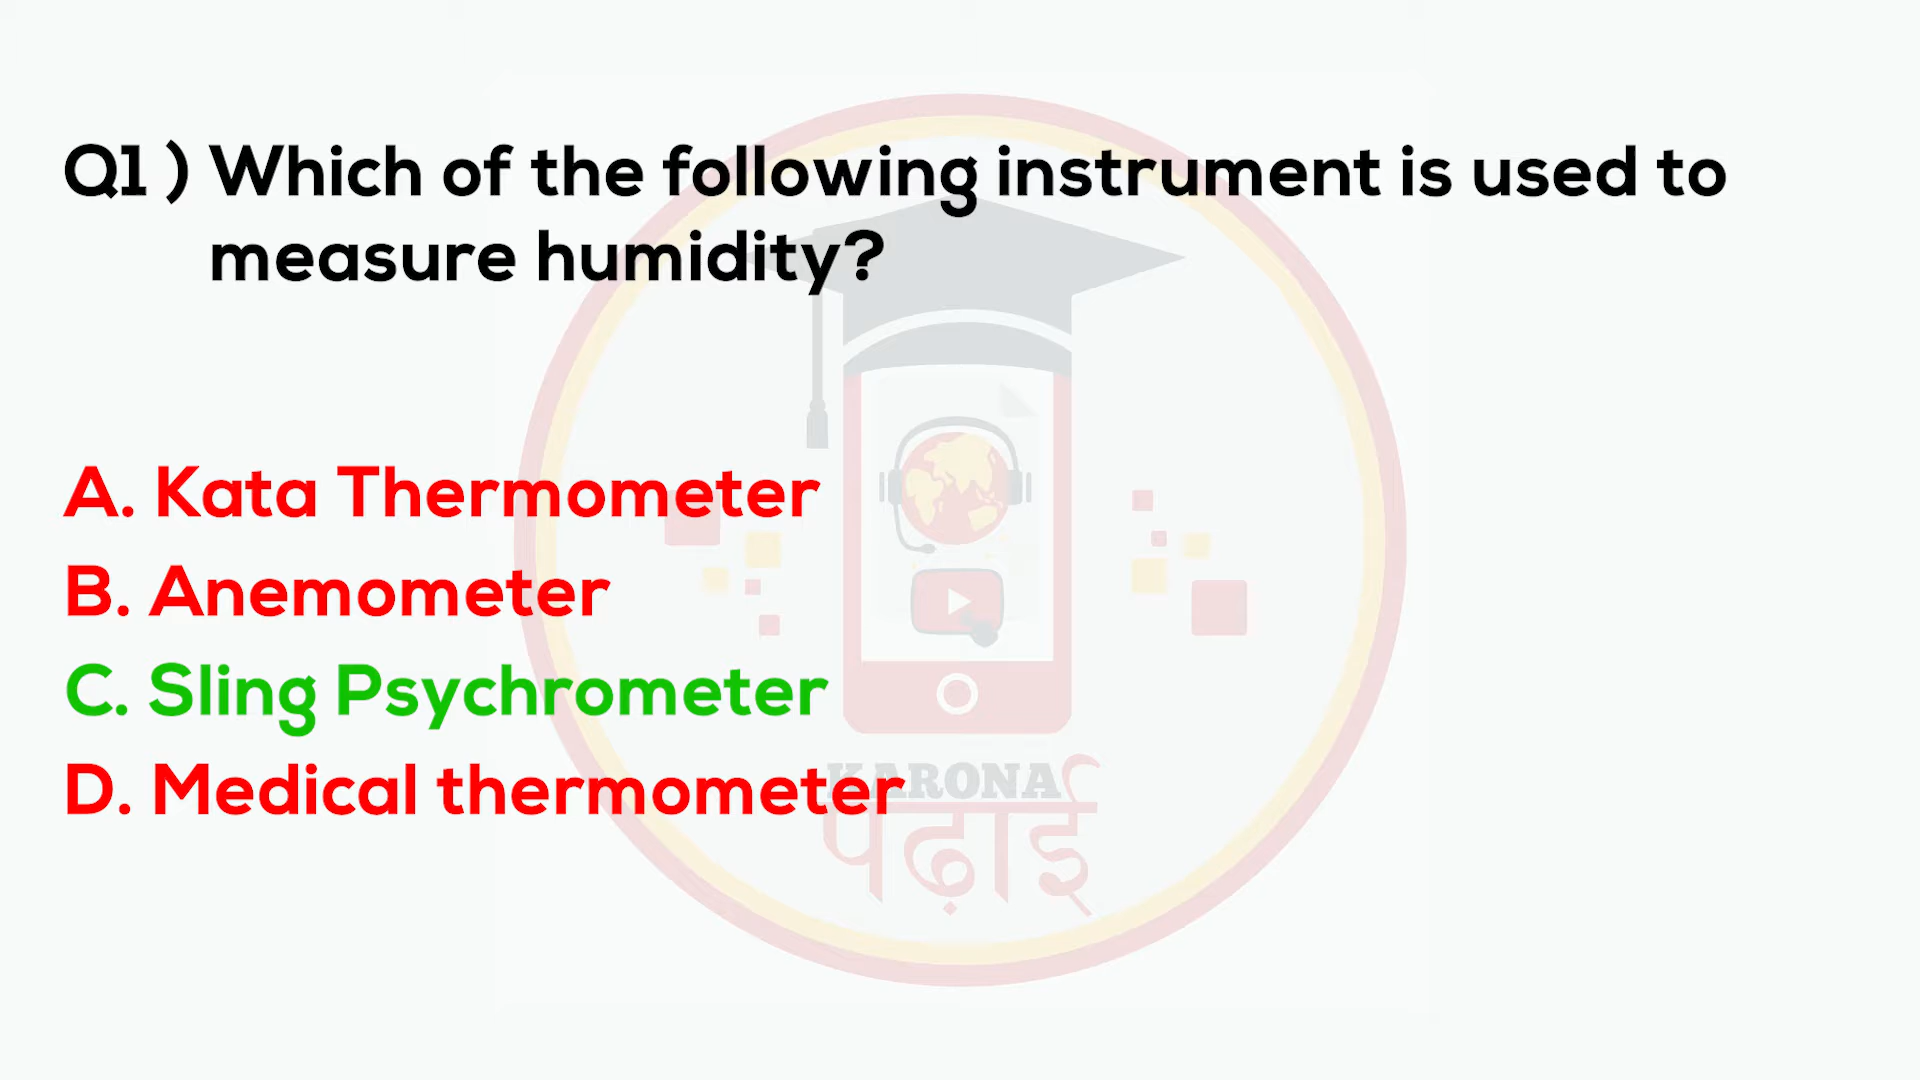 Q1 ) Which of the following instrument is used to
measure humidity?
A. Kata Thermometer
B. Anemometer
C. Sling Psychrometer
D. Medical thermometer
KARONA
पढ़ाई